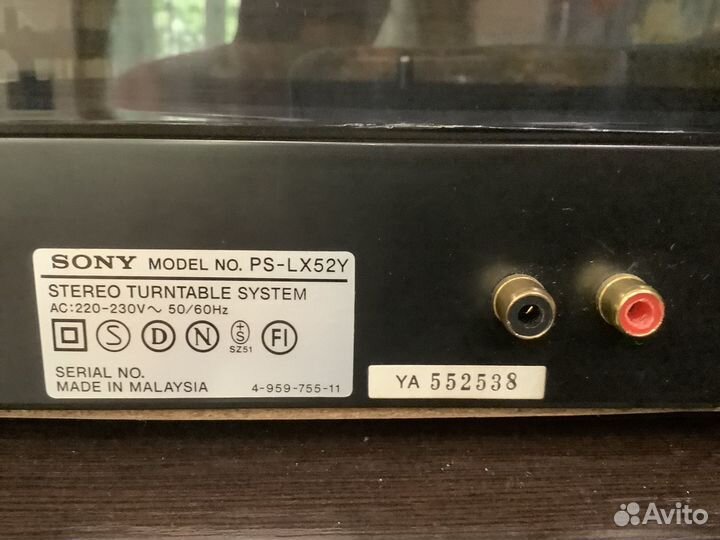 SONY MODEL NO. PS-LX52Y
STEREO TURNTABLE SYSTEM
AC:220-230V~ 50/60Hz
S D N +S FI
SZ51
SERIAL NO.
MADE IN MALAYSIA 4-959-755-11
YA 552538
Avito